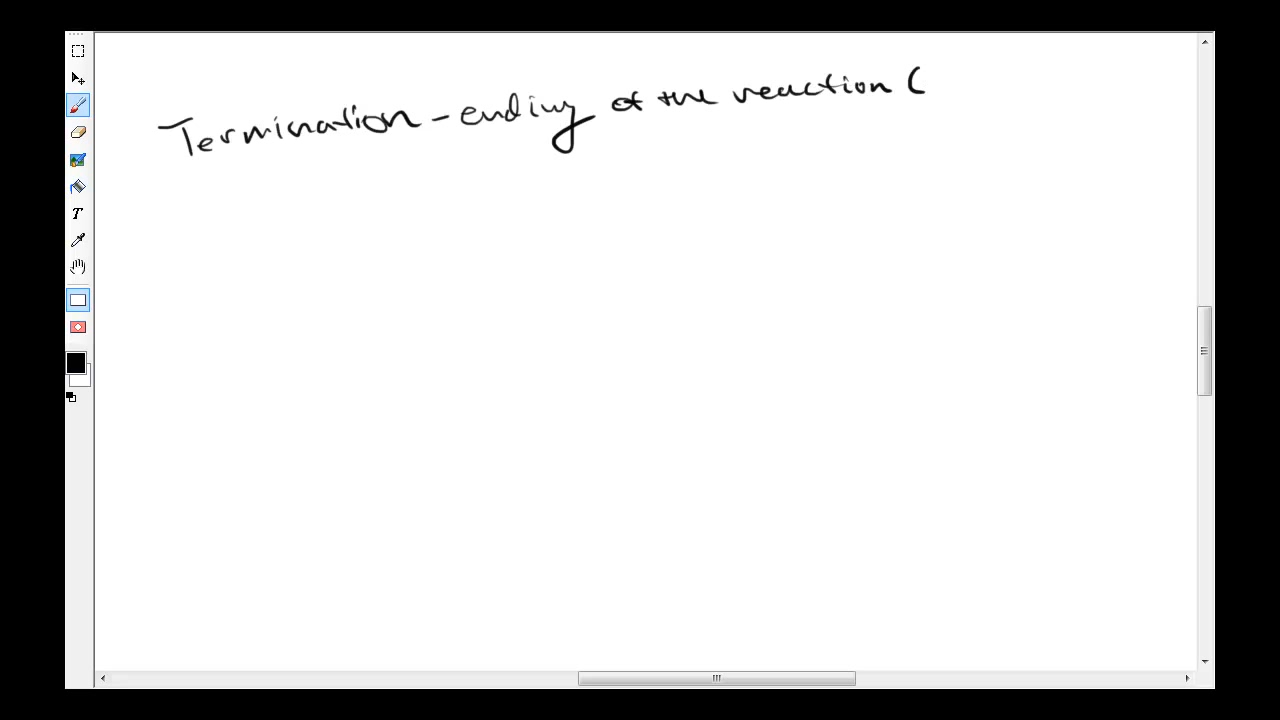 Termination - ending of the reaction (